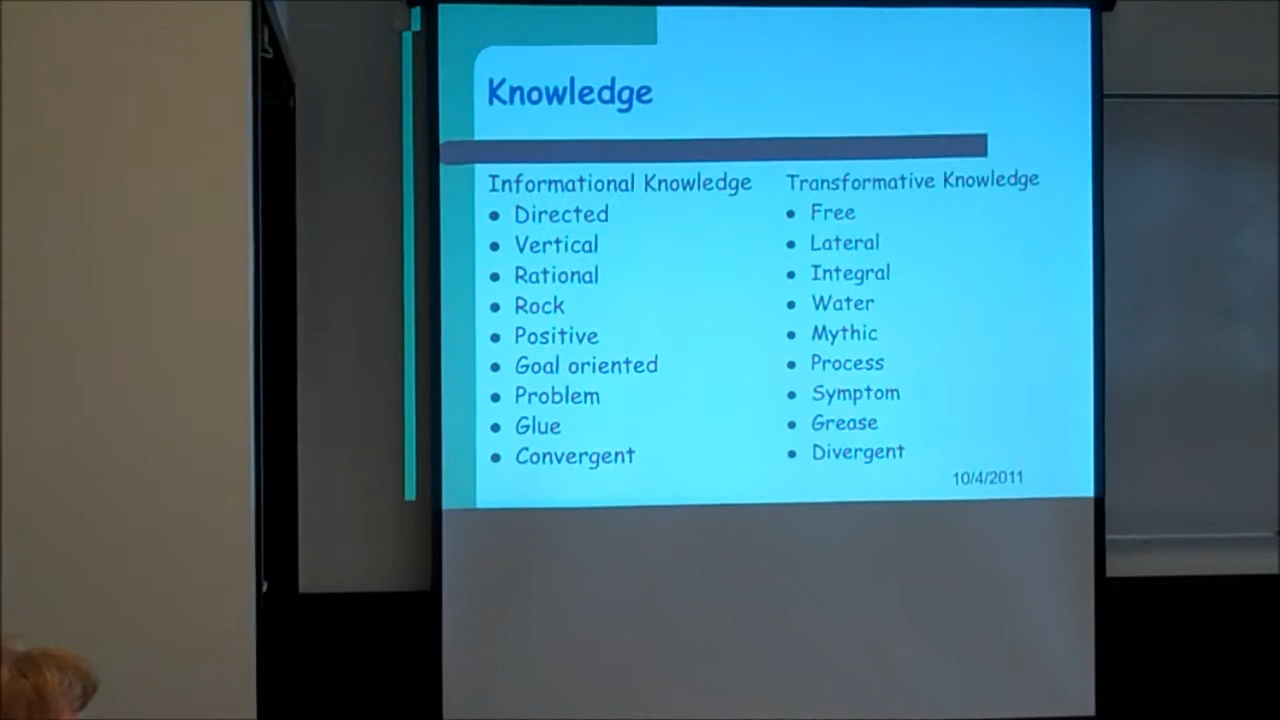 Knowledge
Informational Knowledge
• Directed
• Vertical
• Rational
• Rock
• Positive
• Goal oriented
• Problem
• Glue
• Convergent
Transformative Knowledge
• Free
• Lateral
• Integral
• Water
• Mythic
• Process
• Symptom
• Grease
• Divergent
10/4/2011